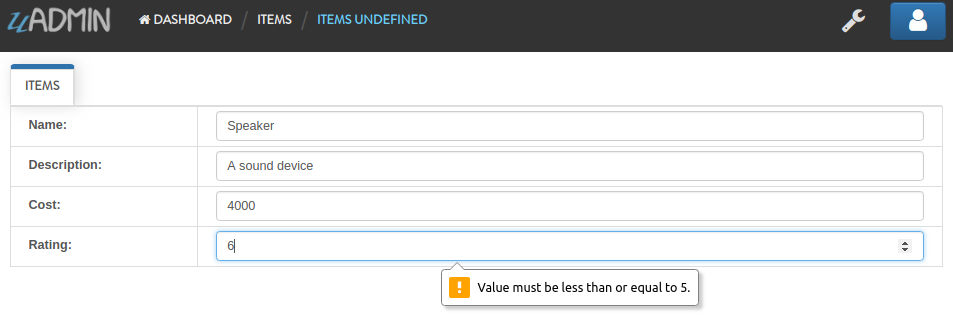 uADMIN DASHBOARD / ITEMS / ITEMS UNDEFINED
ITEMS
Name: Speaker
Description: A sound device
Cost: 4000
Rating: 6
Value must be less than or equal to 5.